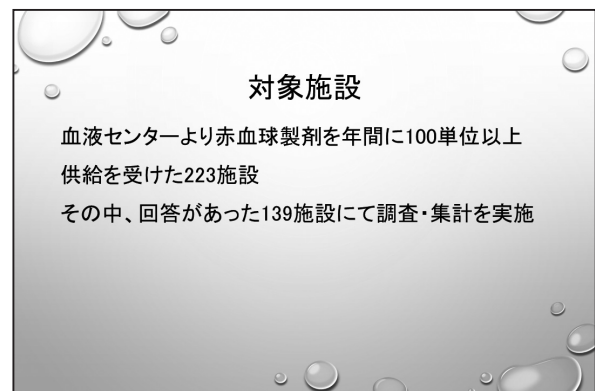 対象施設
血液センターより赤血球製剤を年間に100単位以上
供給を受けた223施設
その中、回答があった139施設にて調査・集計を実施